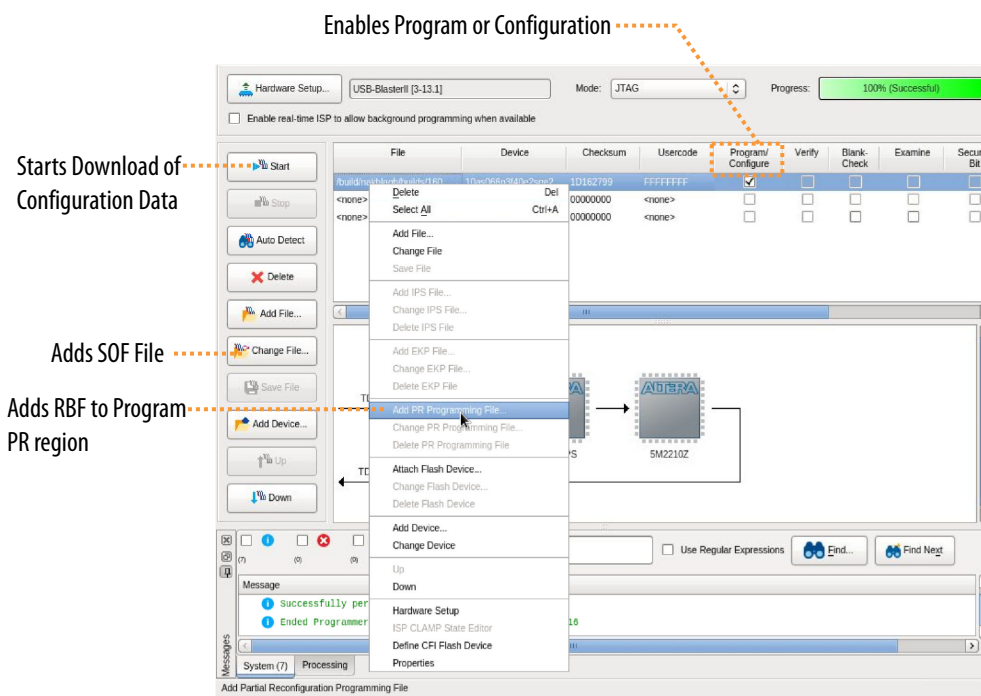 Enables Program or Configuration
Hardware Setup...
USB-BlasterII [3-13.1]
Mode:
JTAG
Progress:
100% (Successful)
Enable real-time ISP to allow background programming when available
Starts Download of
Configuration Data
Adds SOF File
Adds RBF to Program
PR region
Start
Stop
Auto Detect
Delete
Add File...
Change File...
Save File
Add Device...
Up
Down
File Device Checksum Usercode Program/ Verify Blank- Examine Secur
Configure Check Bit
1D162799 FFFFFFFF
<none> 00000000 <none>
<none> 00000000 <none>
Delete Del
Select All Ctrl+A
Add File...
Change File
Save File
Add IPS File...
Change IPS File...
Delete IPS File
Add EKP File...
Change EKP File...
Delete EKP File
Add PR Programming File...
Change PR Programming File...
Delete PR Programming File
Attach Flash Device...
Change Flash Device...
Delete Flash Device
Add Device...
Change Device
Up
Down
Hardware Setup
ISP CLAMP State Editor
Define CFI Flash Device
Properties
ALTERA
5M2210Z
(7) (0) (0)
Use Regular Expressions
Find...
Find Next
Message
Successfully per
Ended Programmer 16
Messages
System (7)
Processing
Add Partial Reconfiguration Programming File